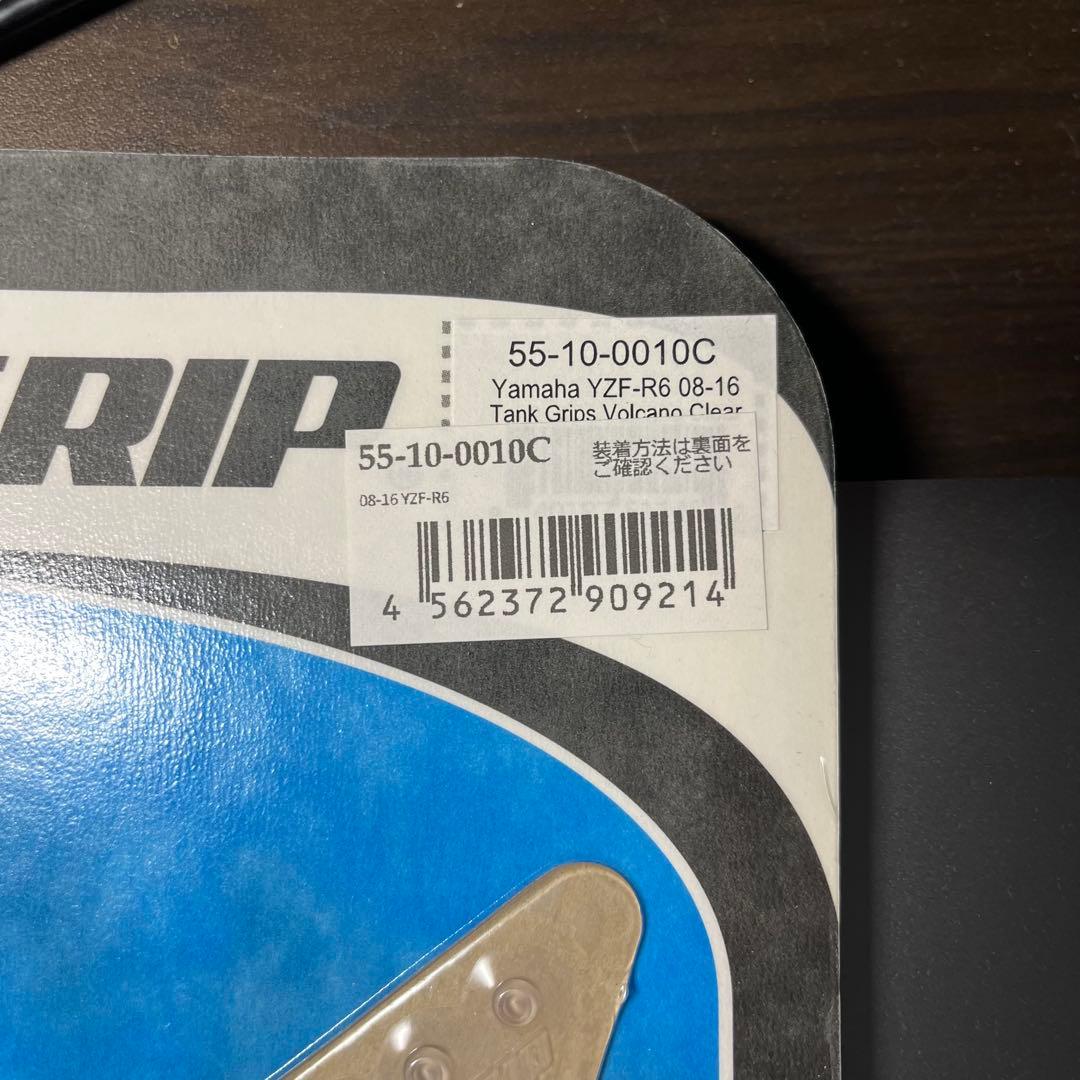 GRIP
55-10-0010C
Yamaha YZF-R6 08-16
Tank Grips Volcano Clear
55-10-0010C
装着方法は裏面を
ご確認ください
08-16 YZF-R6
4 562372 909214